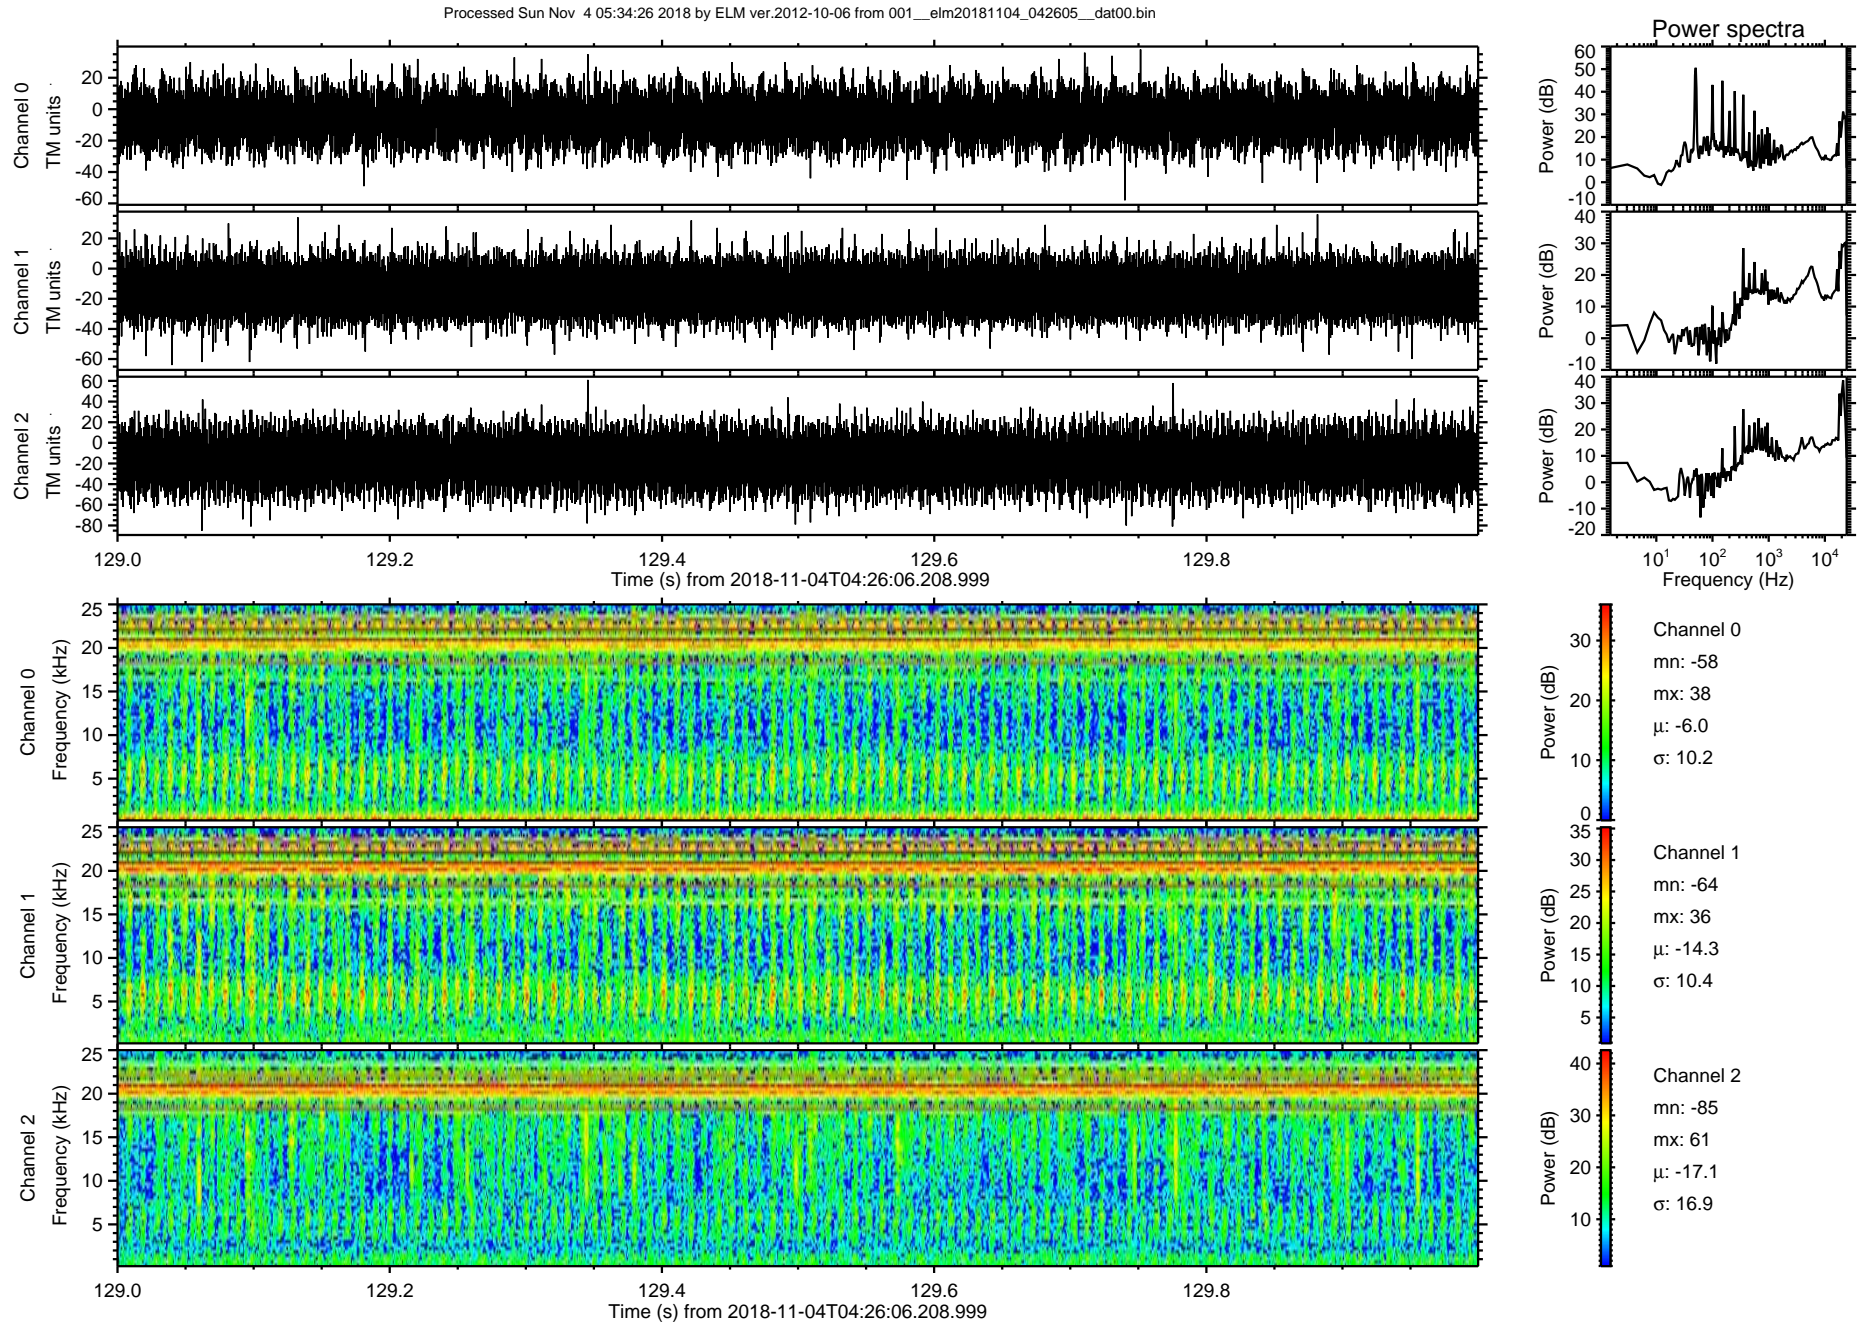 Processed Sun Nov  4 05:34:26 2018 by ELM ver.2012-10-06 from 001__elm20181104_042605__dat00.bin
Power spectra
Channel 0
TM units
20
0
-20
-40
-60
Power (dB)
60
50
40
30
20
10
0
-10
Channel 1
TM units
20
0
-20
-40
-60
Power (dB)
40
30
20
10
0
-10
Channel 2
TM units
60
40
20
0
-20
-40
-60
-80
Power (dB)
40
30
20
10
0
-10
-20
129.0 129.2 129.4 129.6 129.8
Time (s) from 2018-11-04T04:26:06.208.999
10¹ 10² 10³ 10⁴
Frequency (Hz)
Channel 0
Frequency (kHz)
25
20
15
10
5
Power (dB)
30
20
10
0
Channel 0
mn: -58
mx: 38
μ: -6.0
σ: 10.2
Channel 1
Frequency (kHz)
25
20
15
10
5
Power (dB)
35
30
25
20
15
10
5
Channel 1
mn: -64
mx: 36
μ: -14.3
σ: 10.4
Channel 2
Frequency (kHz)
25
20
15
10
5
Power (dB)
40
30
20
10
Channel 2
mn: -85
mx: 61
μ: -17.1
σ: 16.9
129.0 129.2 129.4 129.6 129.8
Time (s) from 2018-11-04T04:26:06.208.999